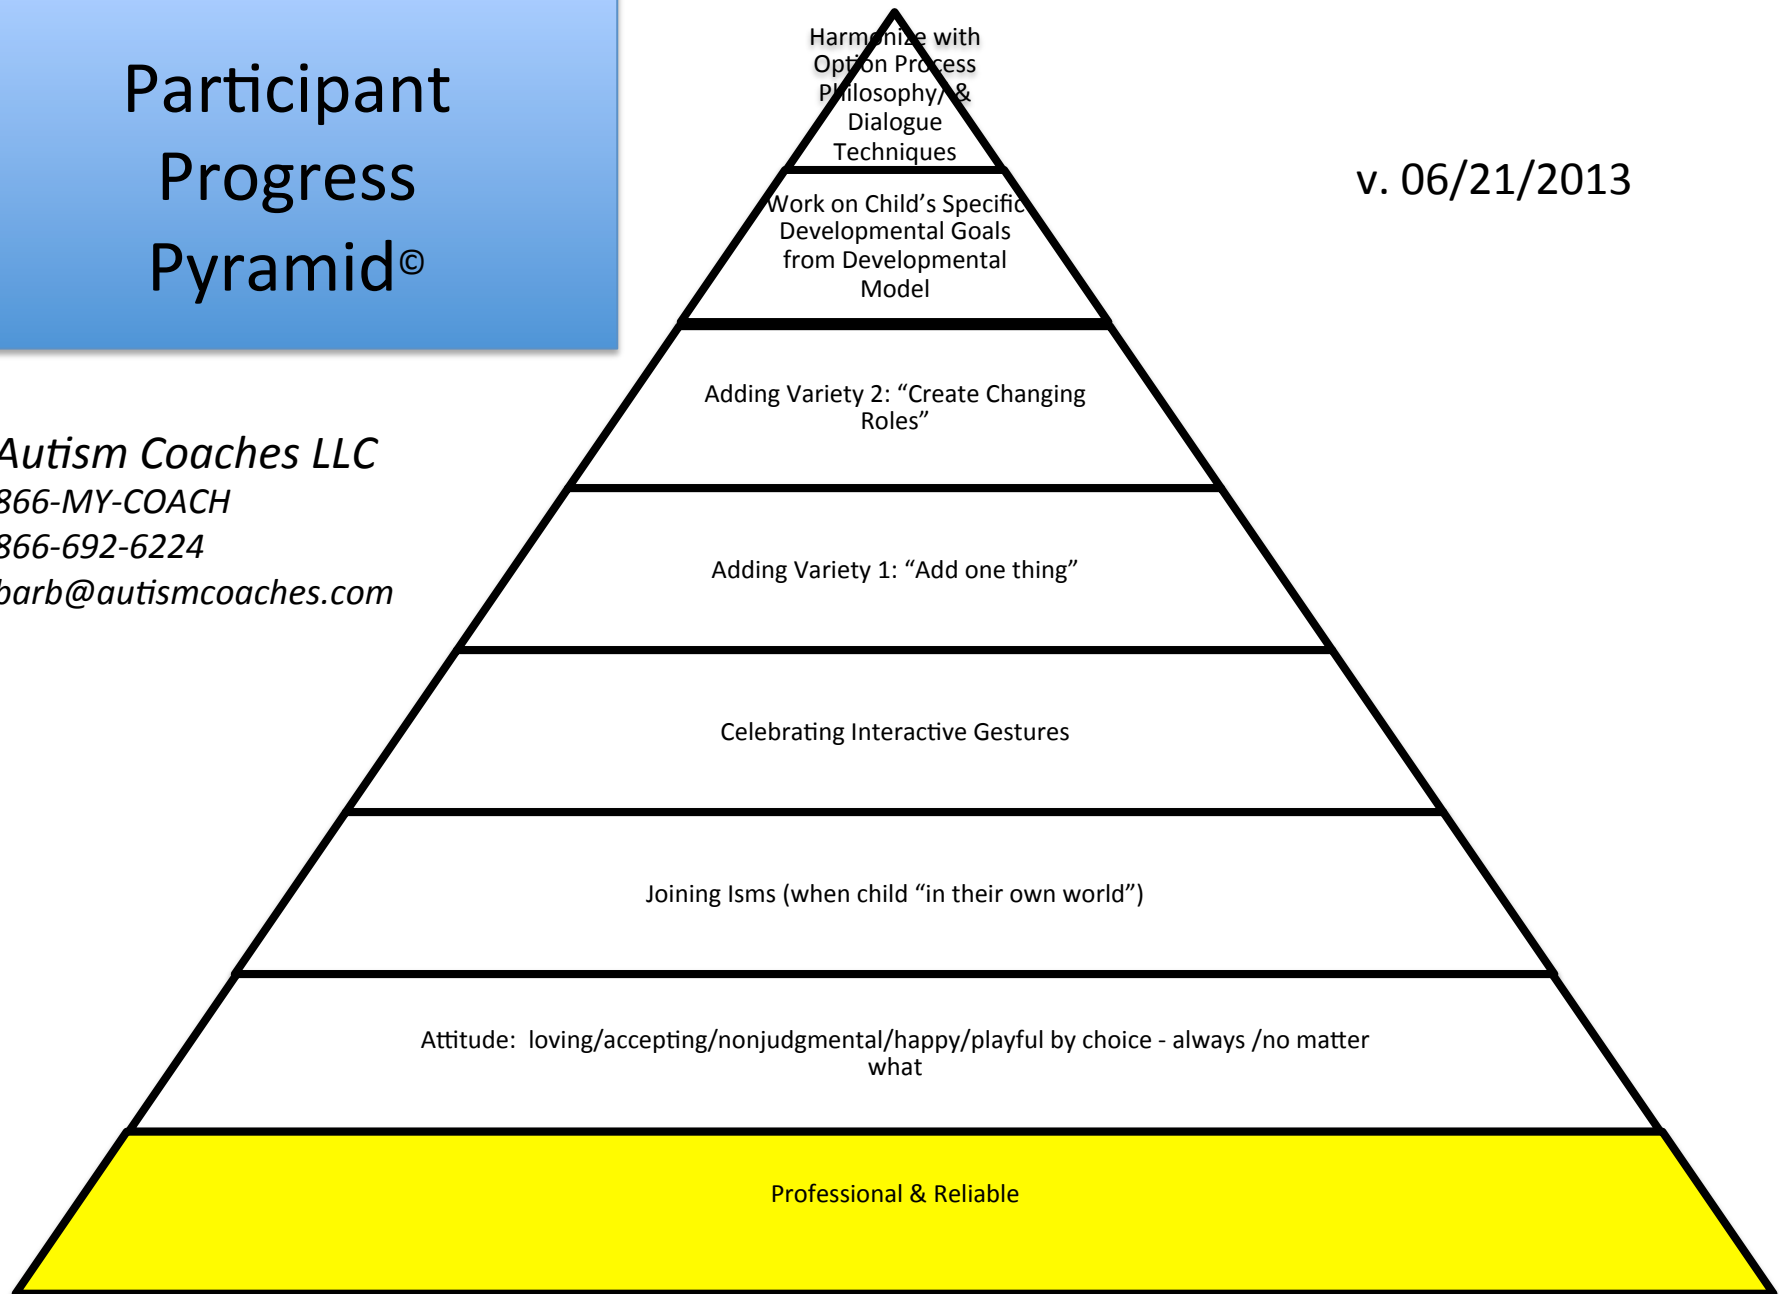 Participant
Progress
Pyramid©
v. 06/21/2013
Autism Coaches LLC
866-MY-COACH
866-692-6224
barb@autismcoaches.com
Harmonize with
Option Process
Philosophy/ &
Dialogue
Techniques
Work on Child’s Specific
Developmental Goals
from Developmental
Model
Adding Variety 2: “Create Changing
Roles”
Adding Variety 1: “Add one thing”
Celebrating Interactive Gestures
Joining Isms (when child “in their own world”)
Attitude:  loving/accepting/nonjudgmental/happy/playful by choice - always /no matter
what
Professional & Reliable